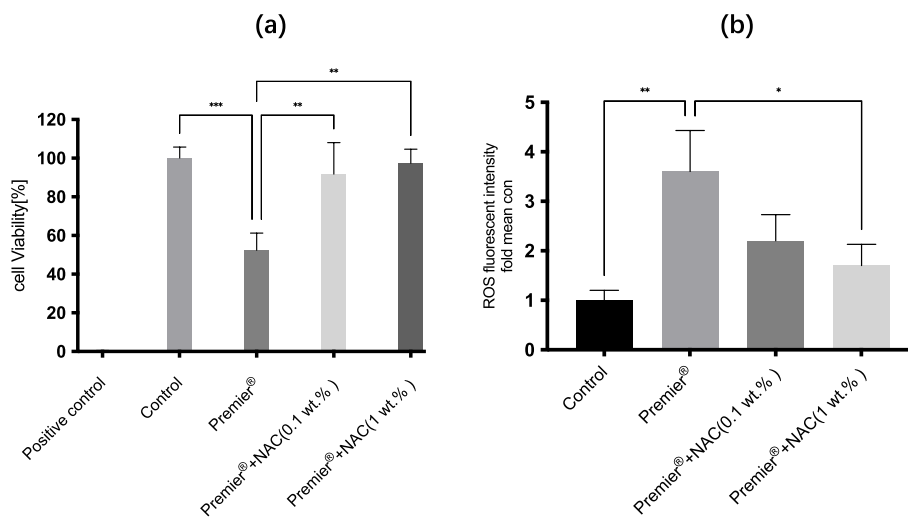 (a)
(b)
**
***
**
120
100
80
60
40
20
0
cell Viability[%]
Positive control
Control
Premier®
Premier®+NAC(0.1 wt.% )
Premier®+NAC(1 wt.% )
**
*
5
4
3
2
1
0
ROS fluorescent intensity
fold mean con
Control
Premier®
Premier®+NAC(0.1 wt.% )
Premier®+NAC(1 wt.% )